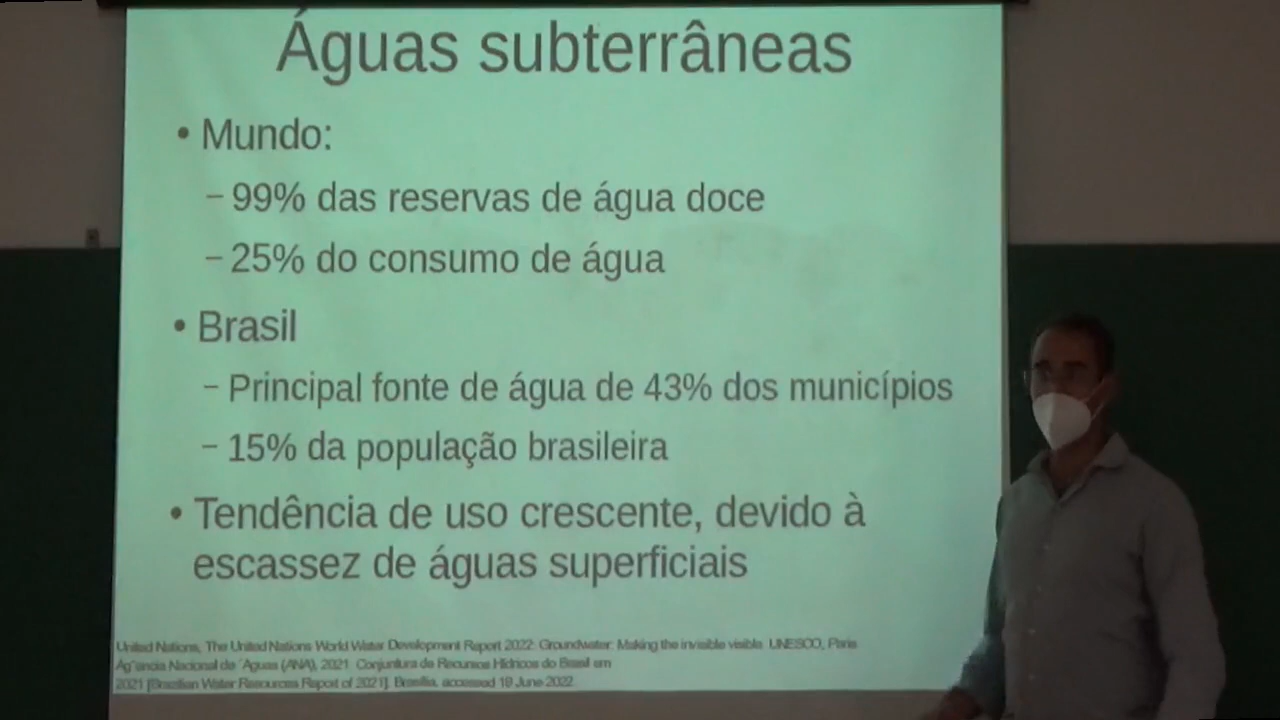 Águas subterrâneas
• Mundo:
– 99% das reservas de água doce
– 25% do consumo de água
• Brasil
– Principal fonte de água de 43% dos municípios
– 15% da população brasileira
• Tendência de uso crescente, devido à
escassez de águas superficiais
United Nations, The United Nations World Water Development Report 2022: Groundwater: Making the invisible visible. UNESCO, Paris
Ag^encia Nacional de ´Aguas (ANA), 2021. Conjuntura de Recursos Hídricos do Brasil em
2021 [Brazilian Water Resources Report of 2021]. Brasília, accessed 19 June 2022.